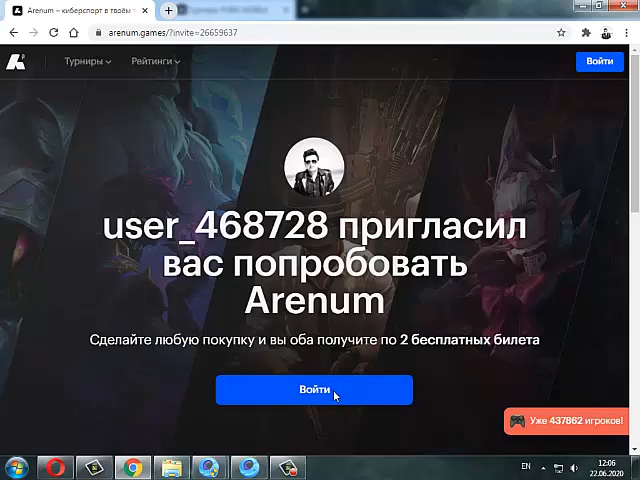 Arenum – киберспорт в твоём т
arenum.games/?invite=26659637
Турниры
Рейтинги
Войти
user_468728 пригласил
вас попробовать
Arenum
Сделайте любую покупку и вы оба получите по 2 бесплатных билета
Войти
Уже 437862 игроков!
EN
12:06
22.06.2020